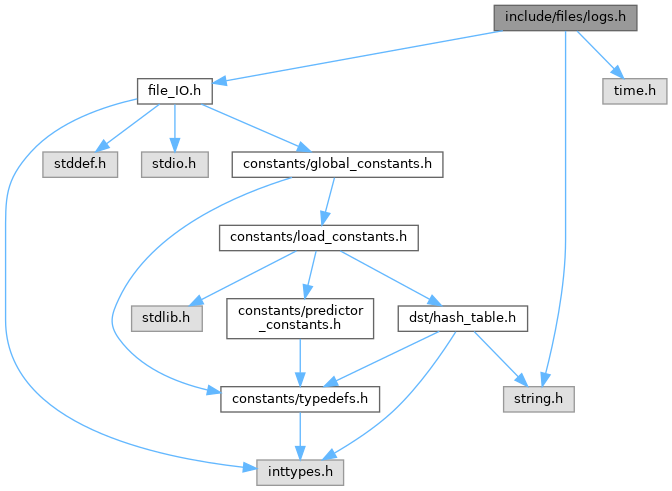 include/files/logs.h
file_IO.h
time.h
stddef.h
stdio.h
constants/global_constants.h
constants/load_constants.h
stdlib.h
constants/predictor
_constants.h
dst/hash_table.h
constants/typedefs.h
string.h
inttypes.h